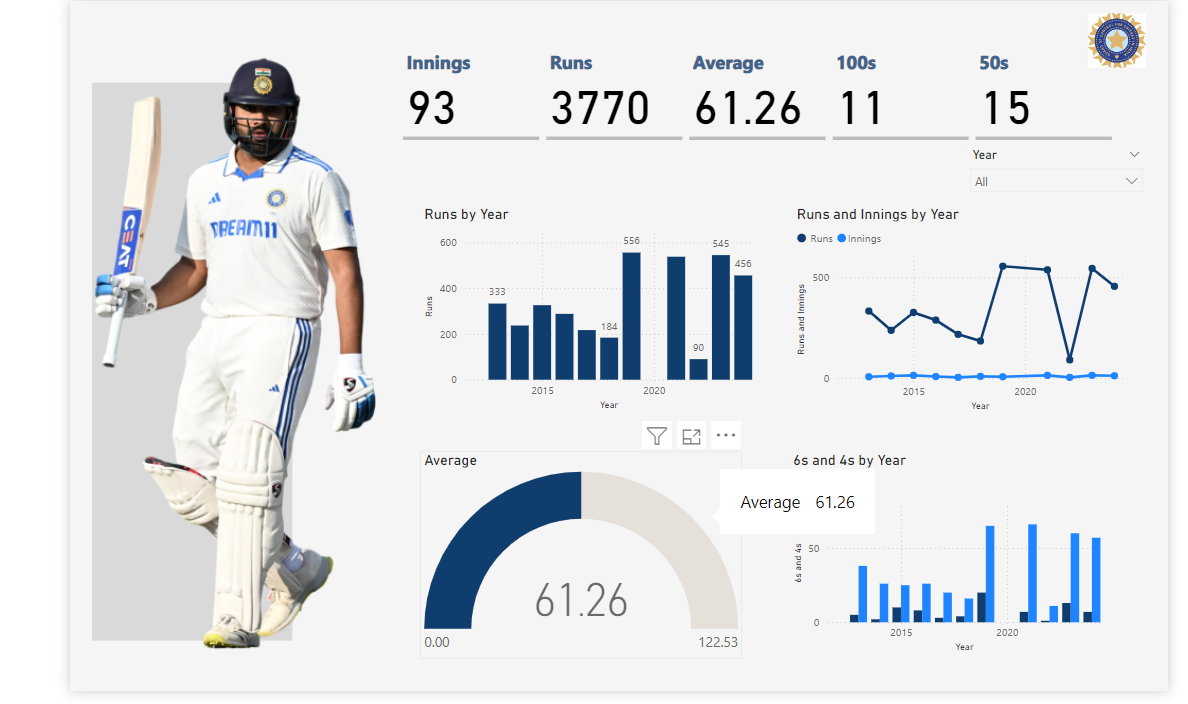 Innings
Runs
Average
100s
50s
93
3770
61.26
11
15
Year
All
DREAM11
CEAT
Runs by Year
600
400
200
0
Runs
333
184
556
90
545
456
2015
2020
Year
Runs and Innings by Year
Runs
Innings
500
0
Runs and Innings
2015
2020
Year
Average
61.26
0.00
122.53
Average 61.26
6s and 4s by Year
50
0
6s and 4s
2015
2020
Year